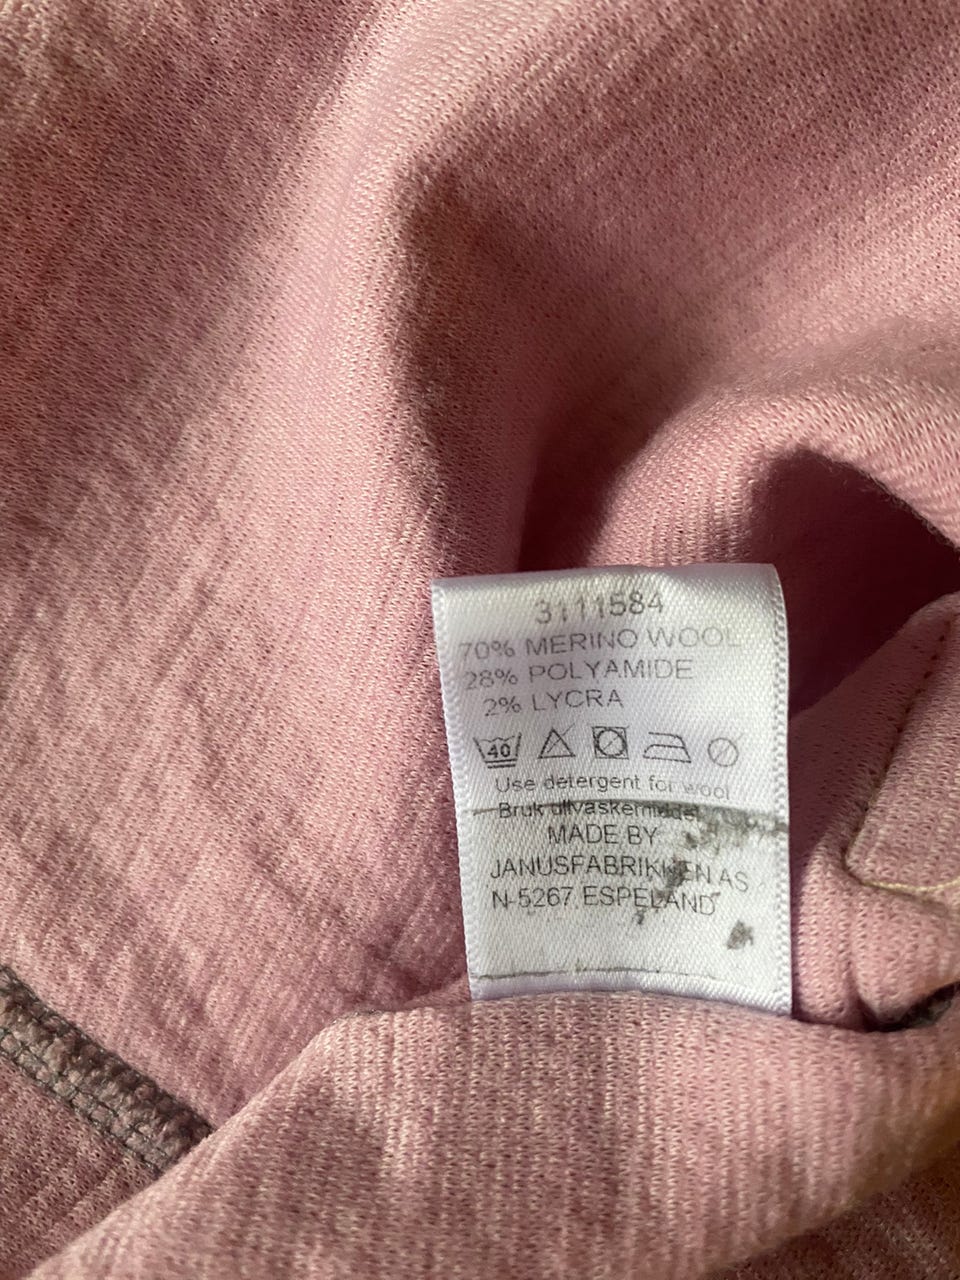 3111584
70% MERINO WOOL
28% POLYAMIDE
2% LYCRA
40
Use detergent for wool
Bruk ullvaskemiddel
MADE BY
JANUSFABRIKKEN AS
N-5267 ESPELAND